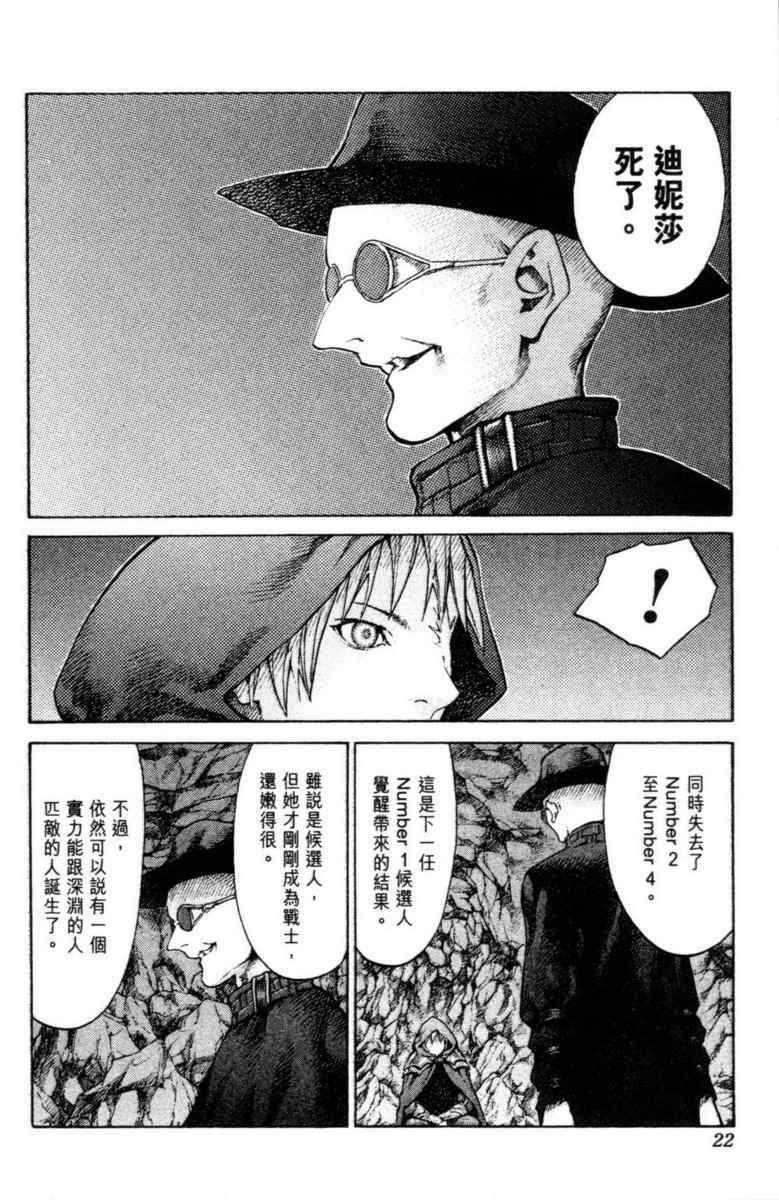 迪妮莎
死了。
!
同時失去了
Number 2
至Number 4。
這是下一任
Number 1候選人
覺醒帶來的結果。
雖說是候選人,
但她才剛剛成為戰士,
還嫩得很。
不過,
依然可以說有一個
實力能跟深淵的人
匹敵的人誕生了。
22